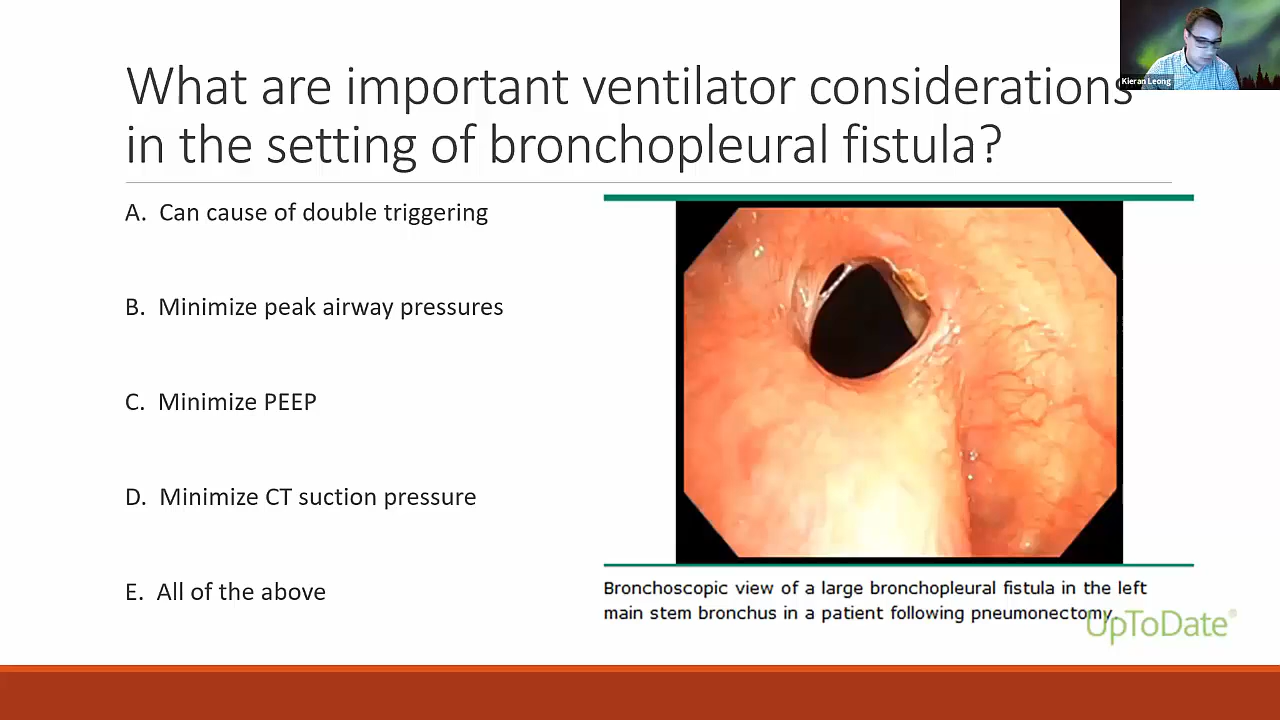 What are important ventilator considerations
in the setting of bronchopleural fistula?
Kieran Leong
A. Can cause of double triggering
B. Minimize peak airway pressures
C. Minimize PEEP
D. Minimize CT suction pressure
E. All of the above
Bronchoscopic view of a large bronchopleural fistula in the left
main stem bronchus in a patient following pneumonectomy.
UpToDate®